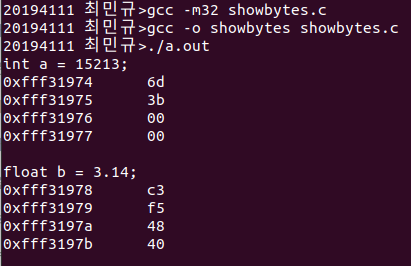 20194111 최민규>gcc -m32 showbytes.c
20194111 최민규>gcc -o showbytes showbytes.c
20194111 최민규>./a.out
int a = 15213;
0xfff31974 6d
0xfff31975 3b
0xfff31976 00
0xfff31977 00
float b = 3.14;
0xfff31978 c3
0xfff31979 f5
0xfff3197a 48
0xfff3197b 40